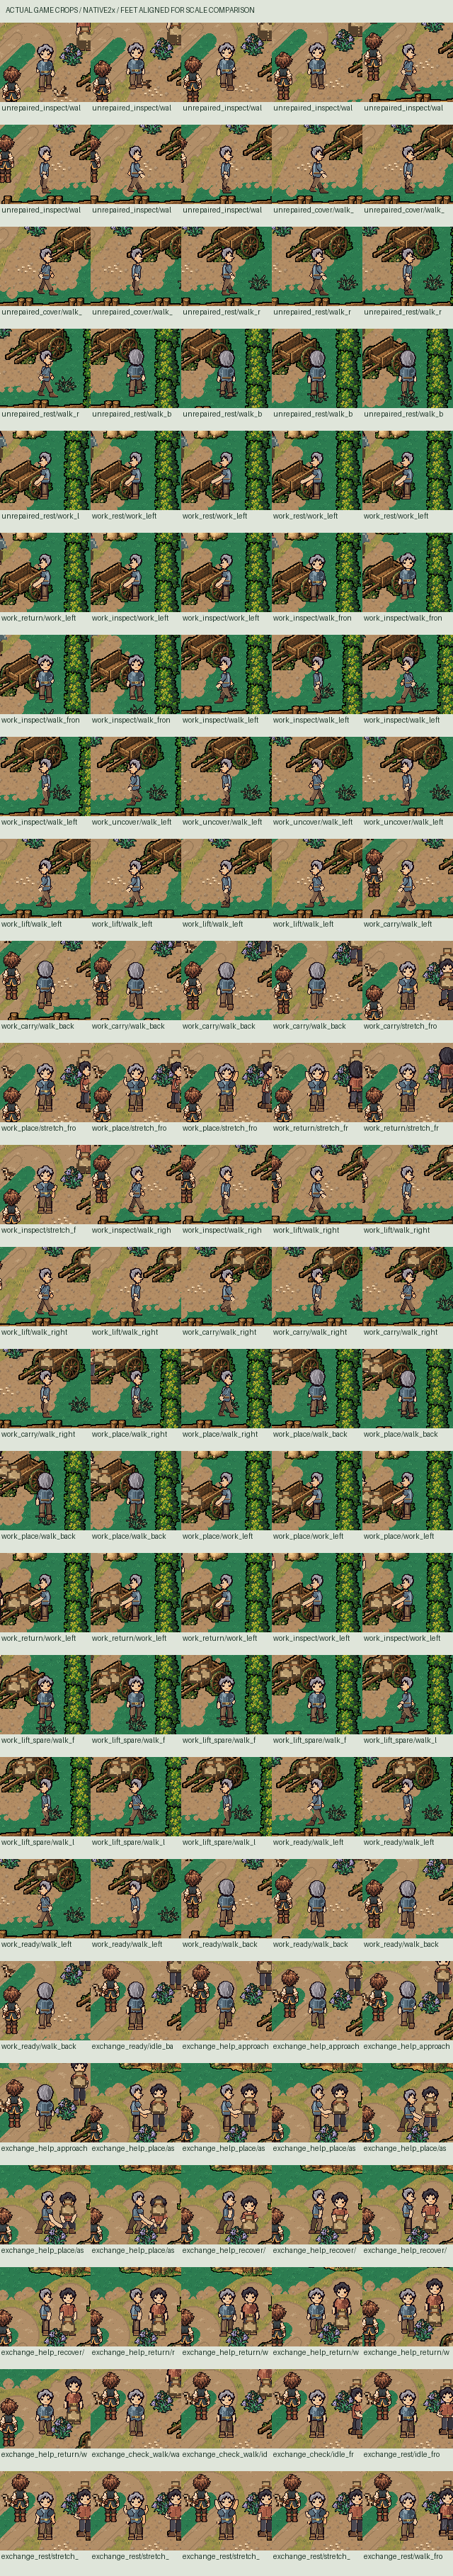 ACTUAL GAME CROPS / NATIVE2x / FEET ALIGNED FOR SCALE COMPARISON
unrepaired_inspect/wal unrepaired_inspect/wal unrepaired_inspect/wal unrepaired_inspect/wal unrepaired_inspect/wal
unrepaired_inspect/wal unrepaired_inspect/wal unrepaired_inspect/wal unrepaired_cover/walk_ unrepaired_cover/walk_
unrepaired_cover/walk_ unrepaired_cover/walk_ unrepaired_rest/walk_r unrepaired_rest/walk_r unrepaired_rest/walk_r
unrepaired_rest/walk_r unrepaired_rest/walk_b unrepaired_rest/walk_b unrepaired_rest/walk_b unrepaired_rest/walk_b
unrepaired_rest/work_l work_rest/work_left work_rest/work_left work_rest/work_left work_rest/work_left
work_return/work_left work_inspect/work_left work_inspect/work_left work_inspect/walk_fron work_inspect/walk_fron
work_inspect/walk_fron work_inspect/walk_fron work_inspect/walk_left work_inspect/walk_left work_inspect/walk_left
work_inspect/walk_left work_uncover/walk_left work_uncover/walk_left work_uncover/walk_left work_uncover/walk_left
work_lift/walk_left work_lift/walk_left work_lift/walk_left work_lift/walk_left work_carry/walk_left
work_carry/walk_back work_carry/walk_back work_carry/walk_back work_carry/walk_back work_carry/stretch_fro
work_place/stretch_fro work_place/stretch_fro work_place/stretch_fro work_return/stretch_fr work_return/stretch_fr
work_inspect/stretch_f work_inspect/walk_righ work_inspect/walk_righ work_lift/walk_right work_lift/walk_right
work_lift/walk_right work_lift/walk_right work_carry/walk_right work_carry/walk_right work_carry/walk_right
work_carry/walk_right work_place/walk_right work_place/walk_right work_place/walk_back work_place/walk_back
work_place/walk_back work_place/walk_back work_place/work_left work_place/work_left work_place/work_left
work_return/work_left work_return/work_left work_return/work_left work_inspect/work_left work_inspect/work_left
work_lift_spare/walk_f work_lift_spare/walk_f work_lift_spare/walk_f work_lift_spare/walk_f work_lift_spare/walk_l
work_lift_spare/walk_l work_lift_spare/walk_l work_lift_spare/walk_l work_ready/walk_left work_ready/walk_left
work_ready/walk_left work_ready/walk_left work_ready/walk_back work_ready/walk_back work_ready/walk_back
work_ready/walk_back exchange_ready/idle_ba exchange_help_approach exchange_help_approach exchange_help_approach
exchange_help_approach exchange_help_place/as exchange_help_place/as exchange_help_place/as exchange_help_place/as
exchange_help_place/as exchange_help_place/as exchange_help_recover/ exchange_help_recover/ exchange_help_recover/
exchange_help_recover/ exchange_help_return/r exchange_help_return/w exchange_help_return/w exchange_help_return/w
exchange_help_return/w exchange_check_walk/wa exchange_check_walk/id exchange_check/idle_fr exchange_rest/idle_fro
exchange_rest/stretch_ exchange_rest/stretch_ exchange_rest/stretch_ exchange_rest/stretch_ exchange_rest/walk_fro